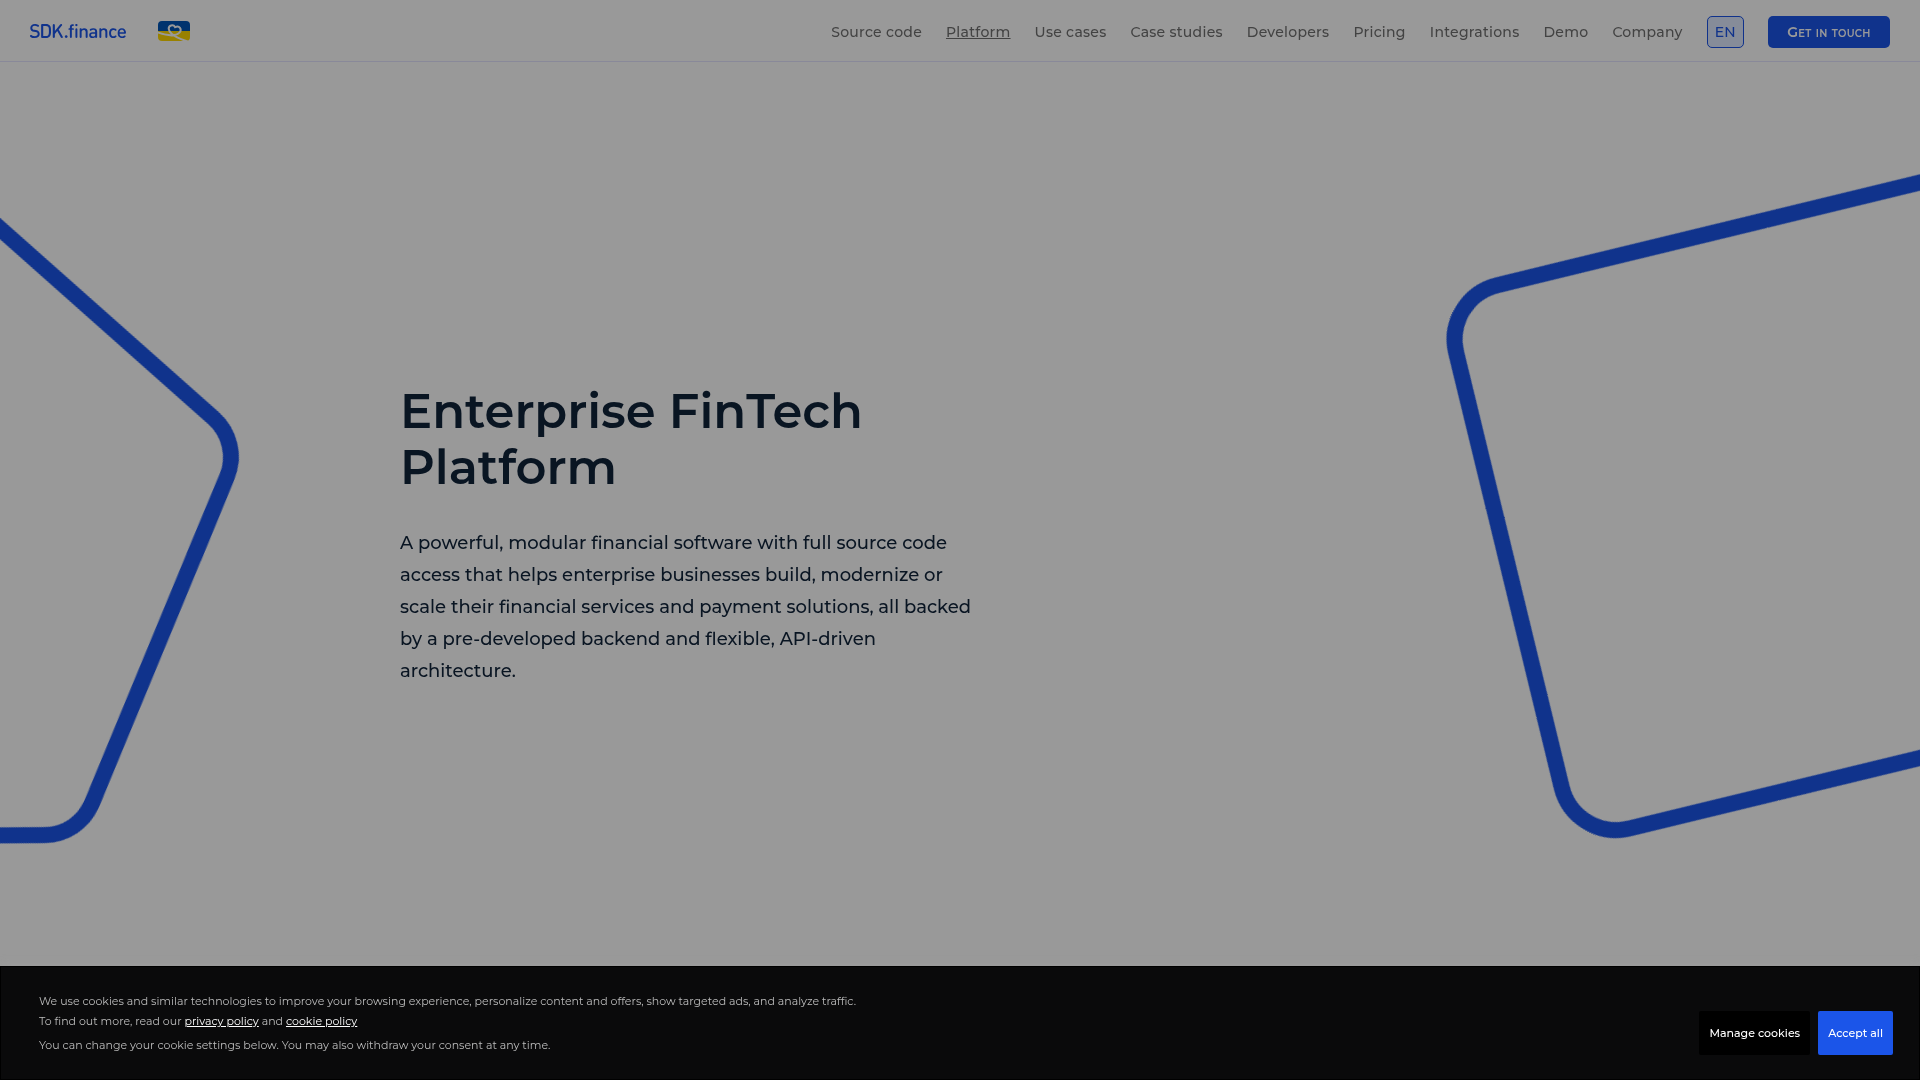 SDK.finance
Source code
Platform
Use cases
Case studies
Developers
Pricing
Integrations
Demo
Company
EN
Get in touch
Enterprise FinTech
Platform
A powerful, modular financial software with full source code
access that helps enterprise businesses build, modernize or
scale their financial services and payment solutions, all backed
by a pre-developed backend and flexible, API-driven
architecture.
We use cookies and similar technologies to improve your browsing experience, personalize content and offers, show targeted ads, and analyze traffic.
To find out more, read our privacy policy and cookie policy
You can change your cookie settings below. You may also withdraw your consent at any time.
Manage cookies
Accept all